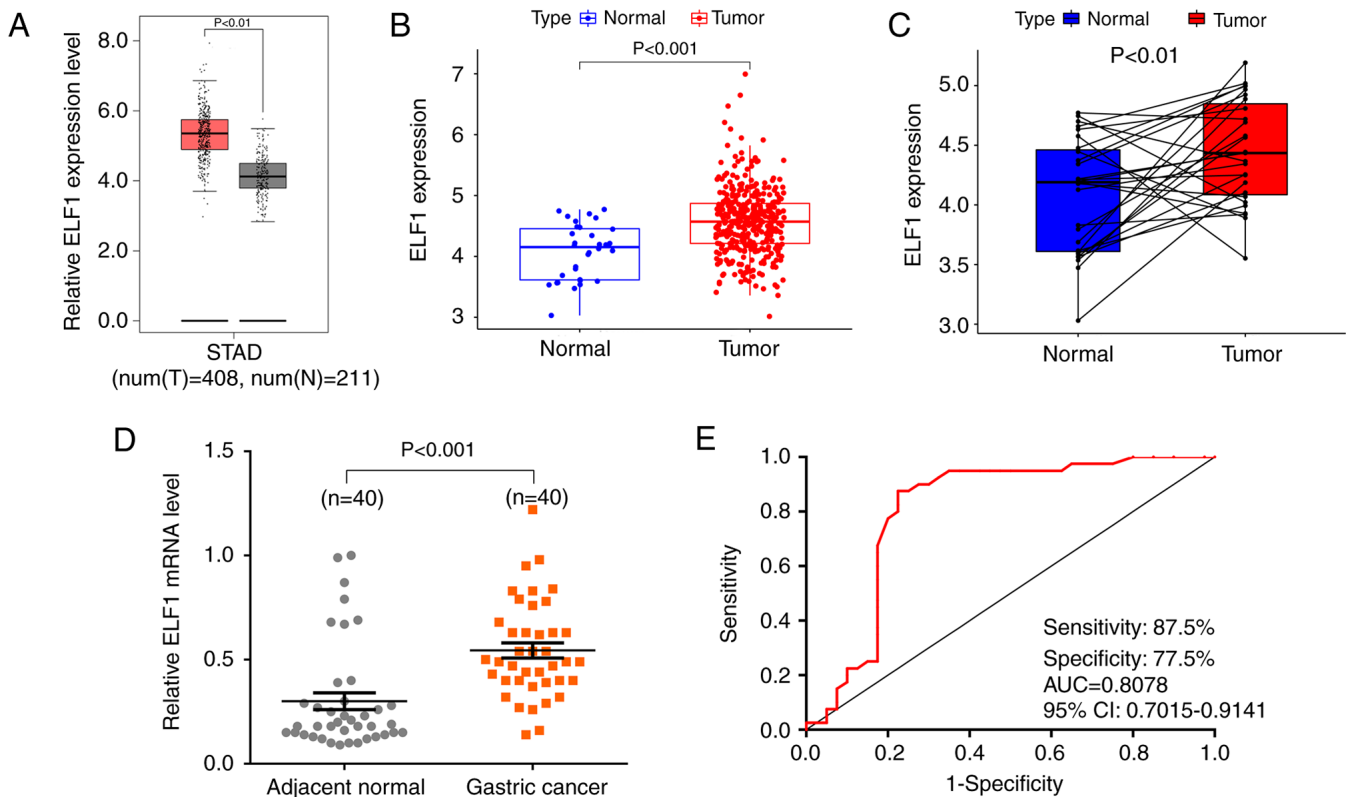 A
P<0.01
Relative ELF1 expression level
8.0
6.0
4.0
2.0
0.0
STAD
(num(T)=408, num(N)=211)
B
Type Normal Tumor
P<0.001
ELF1 expression
7
6
5
4
3
Normal Tumor
C
Type Normal Tumor
P<0.01
ELF1 expression
5.0
4.5
4.0
3.5
3.0
Normal Tumor
D
P<0.001
(n=40) (n=40)
Relative ELF1 mRNA level
1.5
1.0
0.5
0.0
Adjacent normal Gastric cancer
E
Sensitivity
1.0
0.8
0.6
0.4
0.2
0.0
Sensitivity: 87.5%
Specificity: 77.5%
AUC=0.8078
95% CI: 0.7015-0.9141
0.0 0.2 0.4 0.6 0.8 1.0
1-Specificity